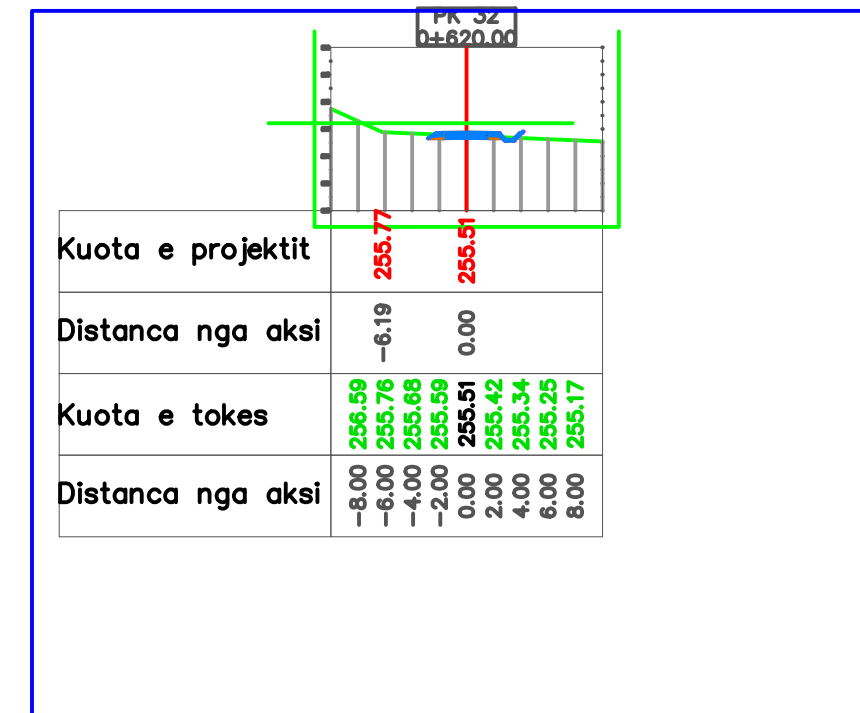 PK 32
0+620.00
Kuota e projektit 255.77 255.51
Distanca nga aksi -6.19 0.00
Kuota e tokes 256.59 255.76 255.68 255.59 255.51 255.42 255.34 255.25 255.17
Distanca nga aksi -8.00 -6.00 -4.00 -2.00 0.00 2.00 4.00 6.00 8.00